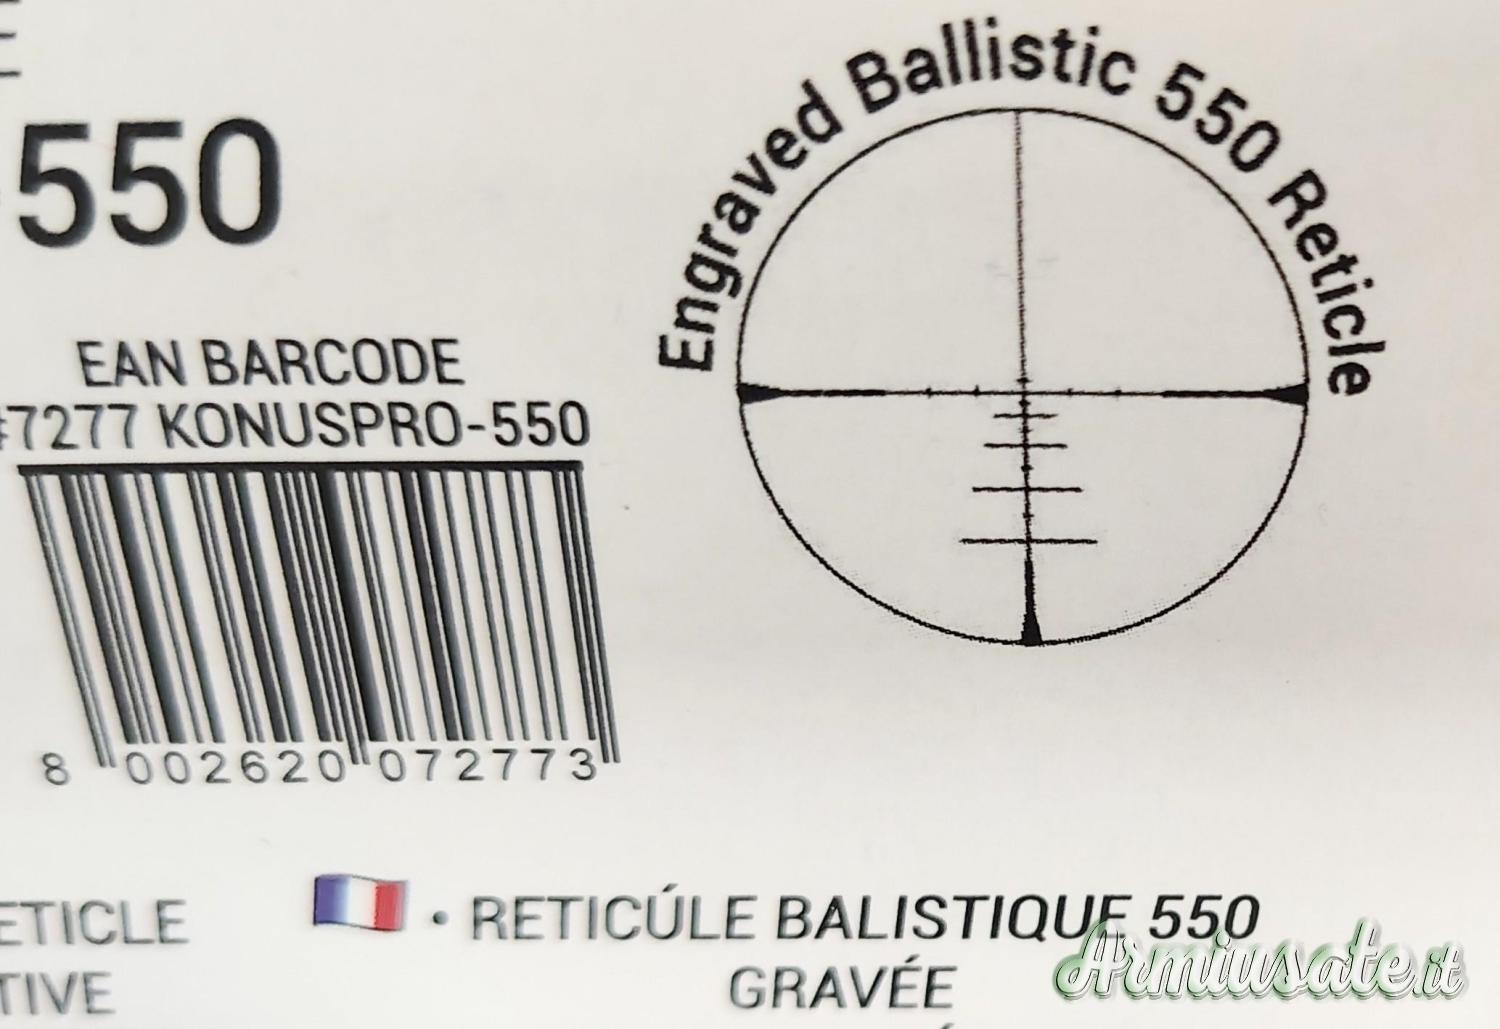 550
Engraved Ballistic 550 Reticle
EAN BARCODE
#7277 KONUSPRO-550
8 002620 072773
ETICLE
• RETICÚLE BALISTIQUE 550
TIVE
GRAVÉE
Armiusate.it